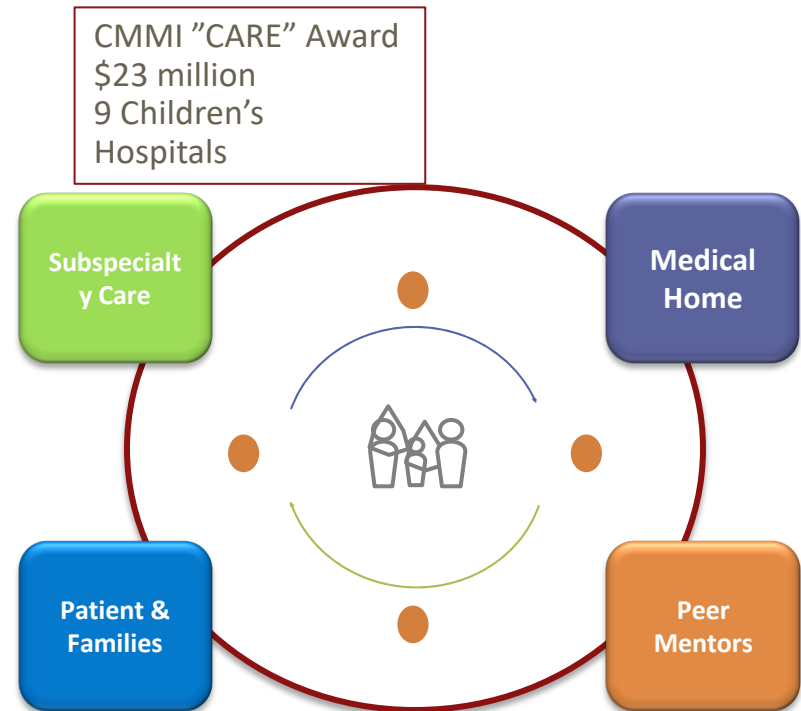 CMMI ”CARE” Award
$23 million
9 Children’s
Hospitals
Subspecialt
y Care
Medical
Home
Patient &
Families
Peer
Mentors